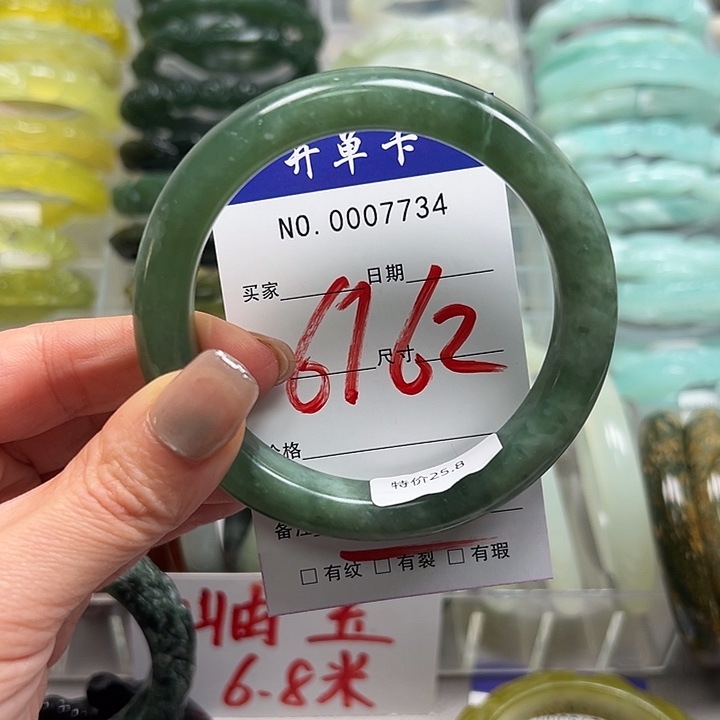 开单卡
NO. 0007734
买家 日期
尺寸
6162
价格
特价25.8
备注
□ 有纹 □ 有裂 □ 有瑕
油 玉
6-8米